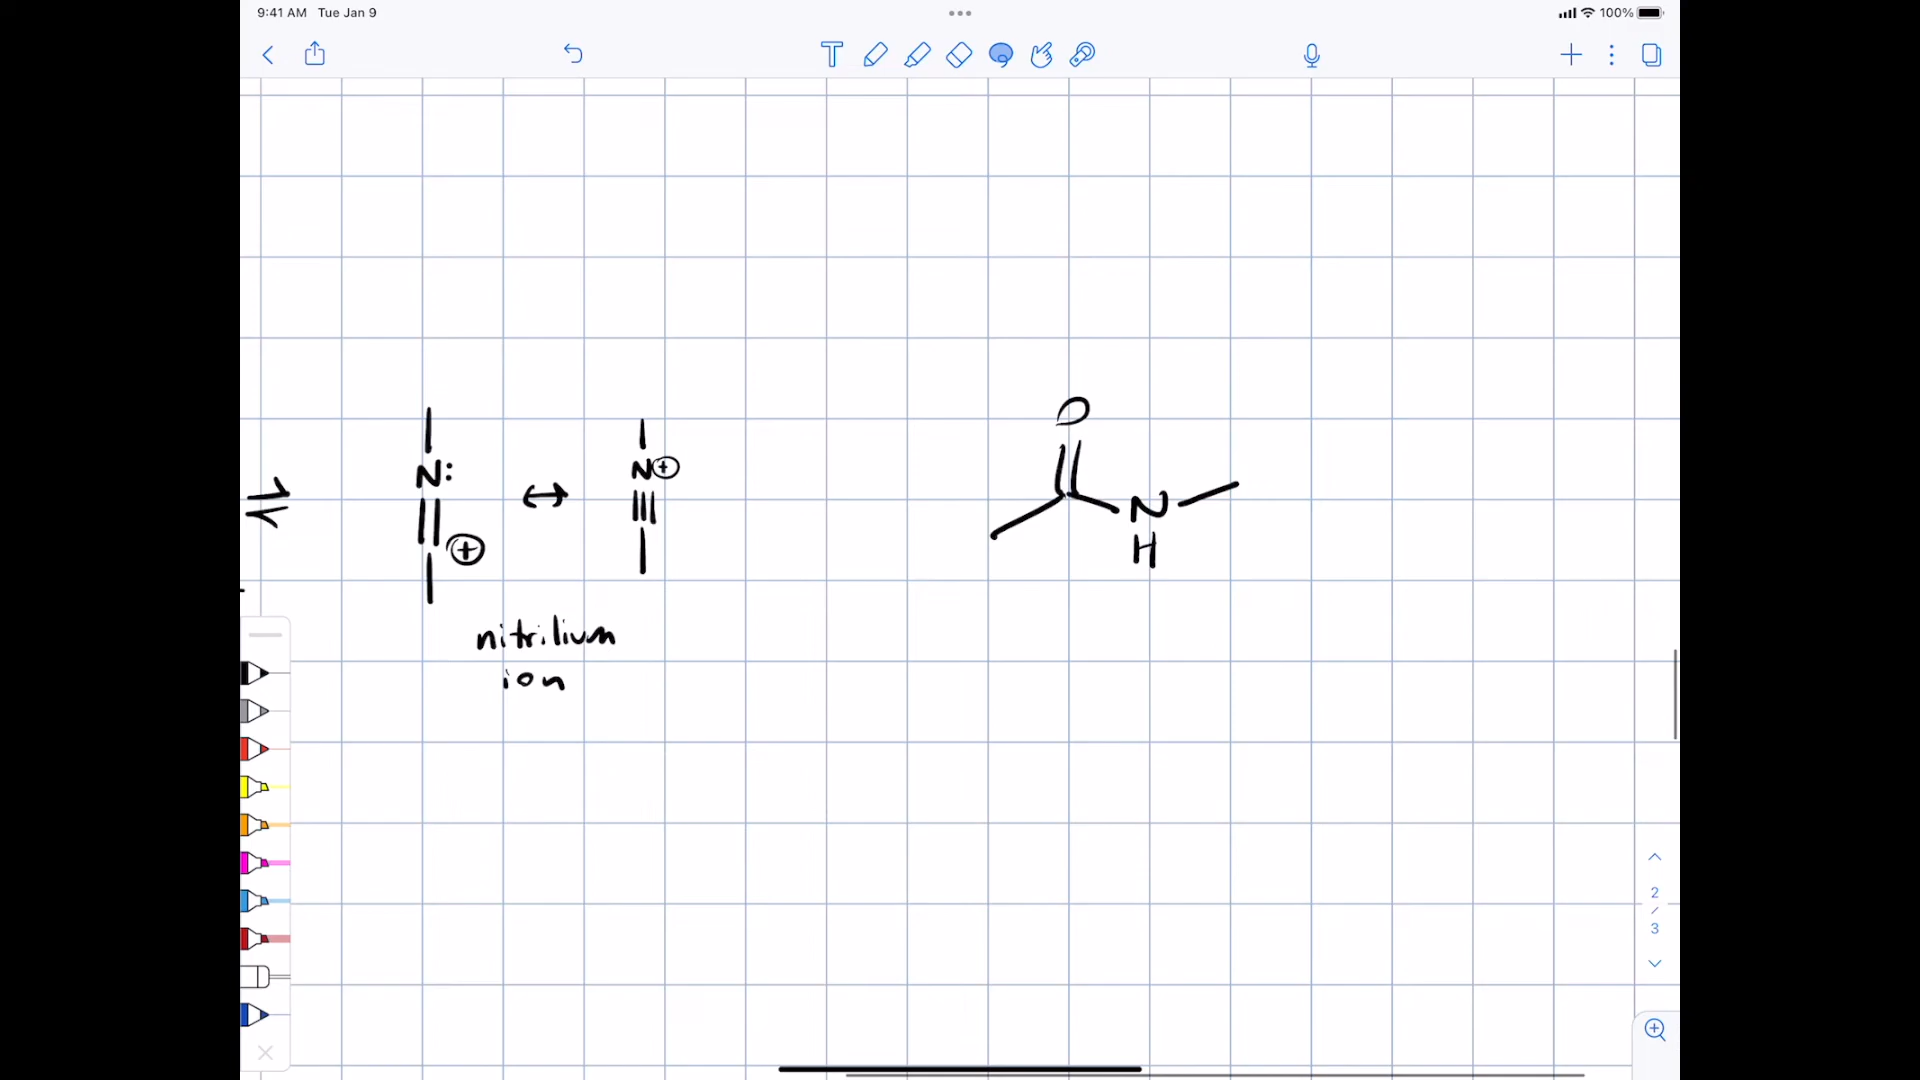 9:41 AM Tue Jan 9
100%
T
O
N:
N⊕
⊕
N
H
nitrilium
ion
2
/
3